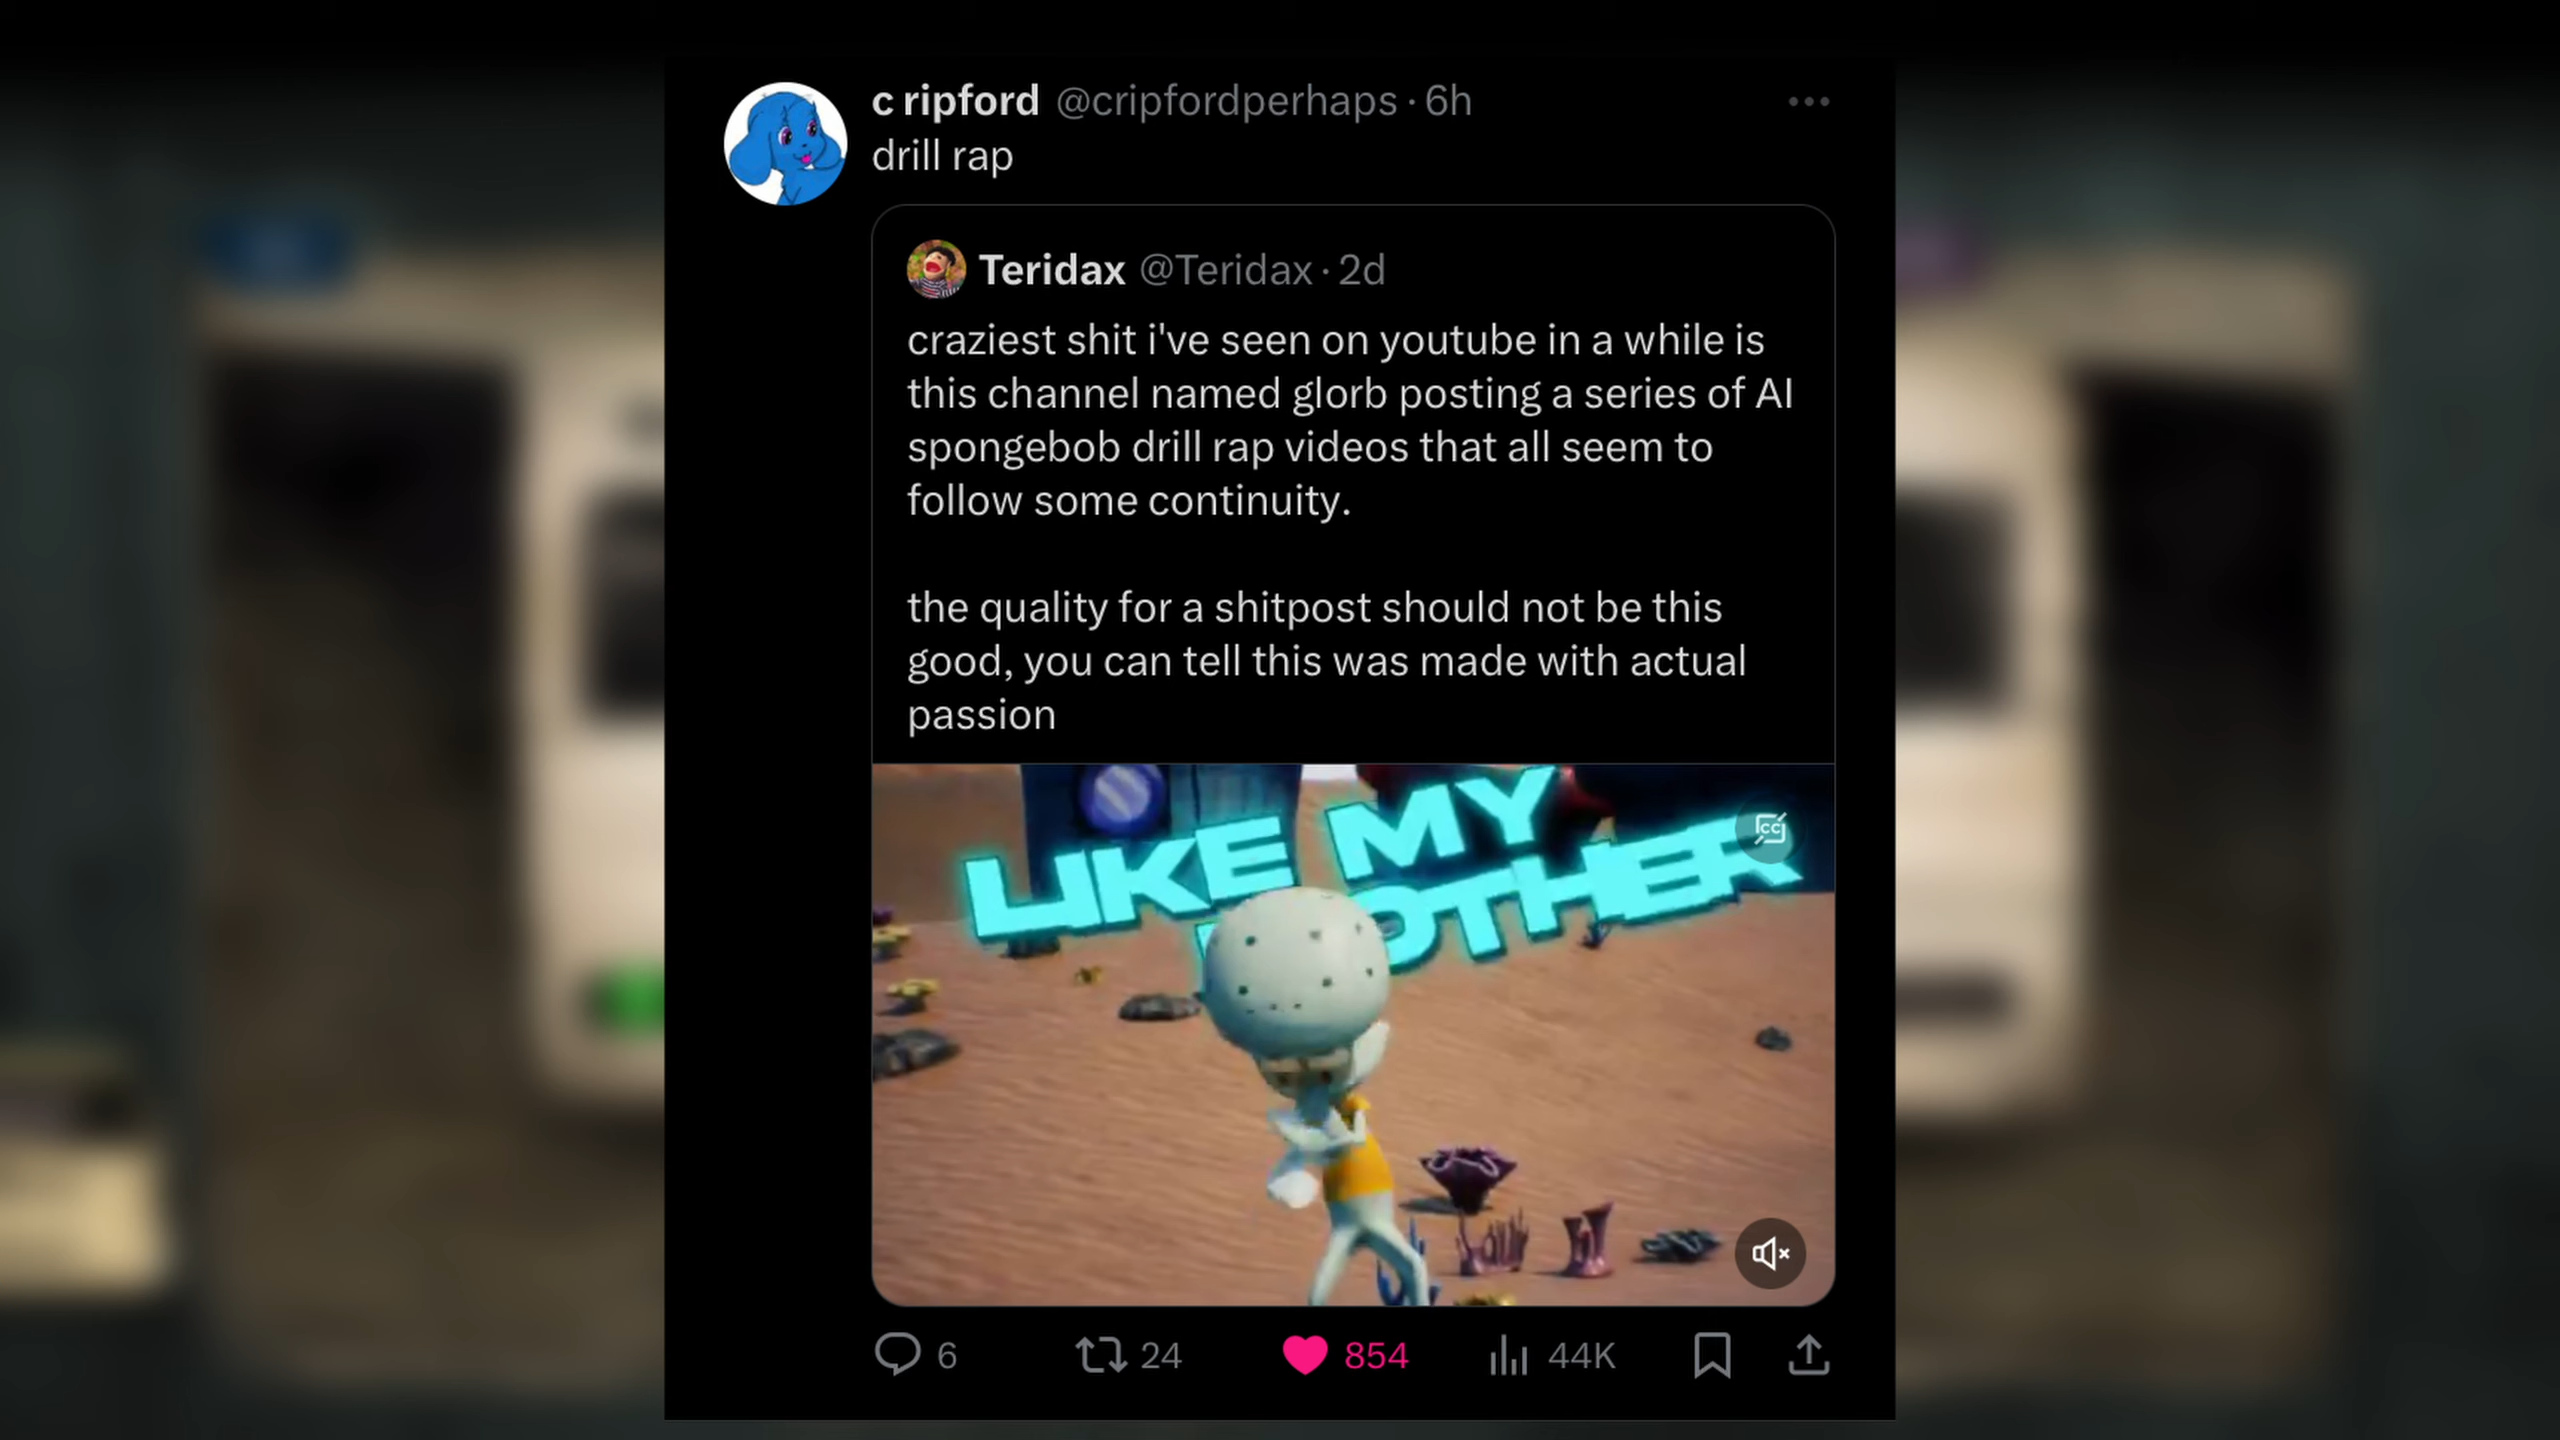 c ripford @cripfordperhaps · 6h
drill rap
Teridax @Teridax · 2d
craziest shit i've seen on youtube in a while is
this channel named glorb posting a series of AI
spongebob drill rap videos that all seem to
follow some continuity.
the quality for a shitpost should not be this
good, you can tell this was made with actual
passion
LIKE MY
CC
6 24 854 44K